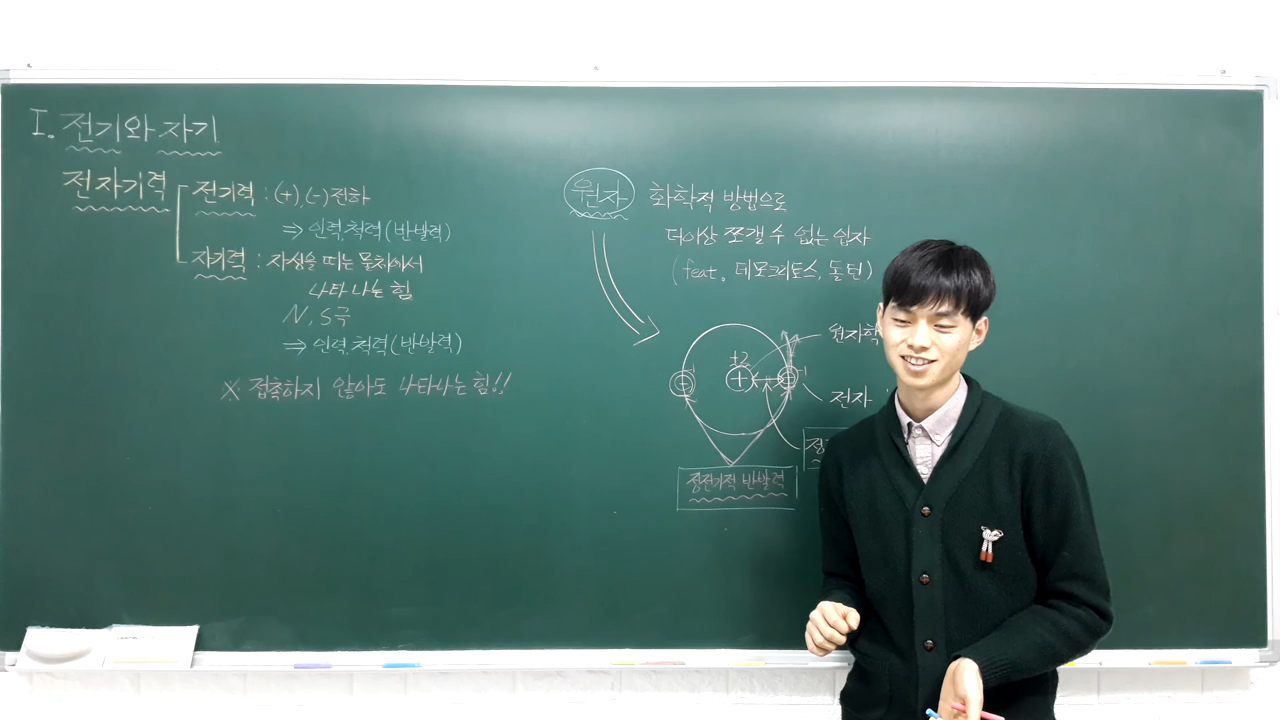 I. 전기와 자기
전자기력
전기력 : (+), (-) 전하
⇒ 인력, 척력 (반발력)
자기력 : 자성을 띠는 물체에서
나타나는 힘
N, S극
⇒ 인력, 척력 (반발력)
※ 접촉하지 않아도 나타나는 힘!!
원자 화학적 방법으로
더이상 쪼갤 수 없는 입자
(feat. 데모크리토스, 돌턴)
원자핵
+2
+
-
-
-1
전자
정전기적 반발력